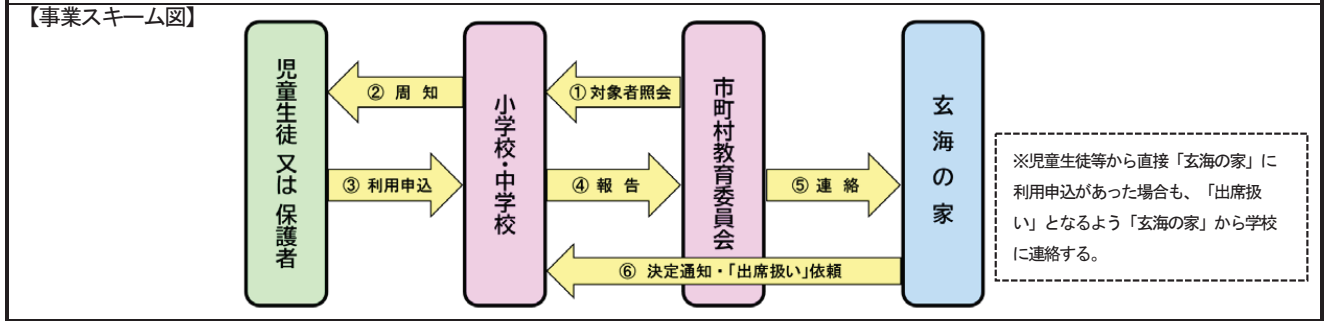 【事業スキーム図】
児童生徒 又は 保護者
② 周 知
③ 利用申込
小学校・中学校
①対象者照会
④ 報 告
市町村教育委員会
⑤ 連 絡
⑥ 決定通知・「出席扱い」依頼
玄海の家
※児童生徒等から直接「玄海の家」に
利用申込があった場合も、「出席扱
い」となるよう「玄海の家」から学校
に連絡する。